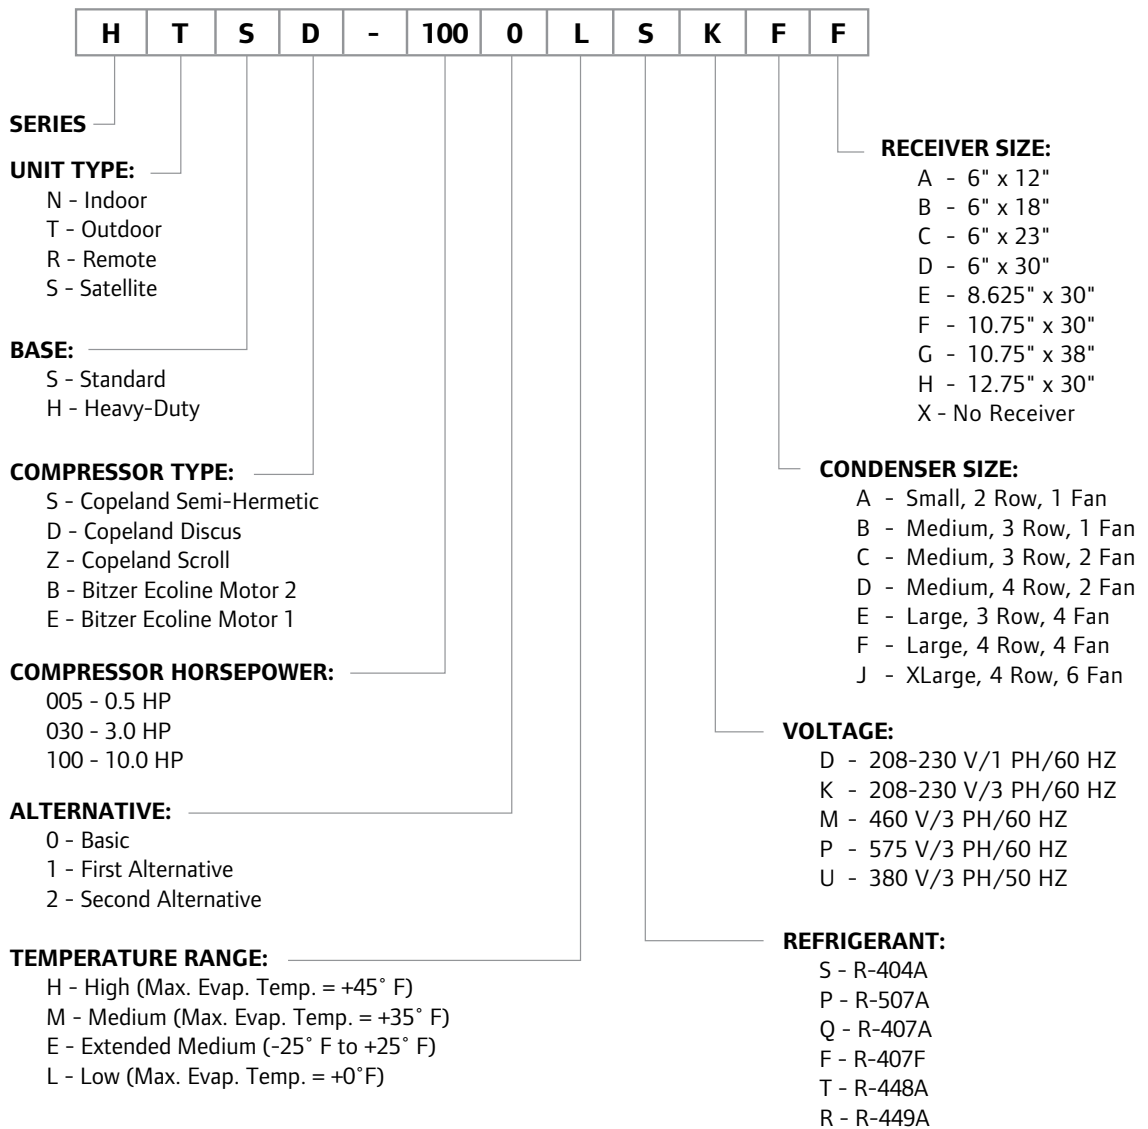 H T S D - 100 0 L S K F F
SERIES
UNIT TYPE:
N - Indoor
T - Outdoor
R - Remote
S - Satellite
BASE:
S - Standard
H - Heavy-Duty
COMPRESSOR TYPE:
S - Copeland Semi-Hermetic
D - Copeland Discus
Z - Copeland Scroll
B - Bitzer Ecoline Motor 2
E - Bitzer Ecoline Motor 1
COMPRESSOR HORSEPOWER:
005 - 0.5 HP
030 - 3.0 HP
100 - 10.0 HP
ALTERNATIVE:
0 - Basic
1 - First Alternative
2 - Second Alternative
TEMPERATURE RANGE:
H - High (Max. Evap. Temp. = +45° F)
M - Medium (Max. Evap. Temp. = +35° F)
E - Extended Medium (-25° F to +25° F)
L - Low (Max. Evap. Temp. = +0°F)
RECEIVER SIZE:
A - 6" x 12"
B - 6" x 18"
C - 6" x 23"
D - 6" x 30"
E - 8.625" x 30"
F - 10.75" x 30"
G - 10.75" x 38"
H - 12.75" x 30"
X - No Receiver
CONDENSER SIZE:
A - Small, 2 Row, 1 Fan
B - Medium, 3 Row, 1 Fan
C - Medium, 3 Row, 2 Fan
D - Medium, 4 Row, 2 Fan
E - Large, 3 Row, 4 Fan
F - Large, 4 Row, 4 Fan
J - XLarge, 4 Row, 6 Fan
VOLTAGE:
D - 208-230 V/1 PH/60 HZ
K - 208-230 V/3 PH/60 HZ
M - 460 V/3 PH/60 HZ
P - 575 V/3 PH/60 HZ
U - 380 V/3 PH/50 HZ
REFRIGERANT:
S - R-404A
P - R-507A
Q - R-407A
F - R-407F
T - R-448A
R - R-449A